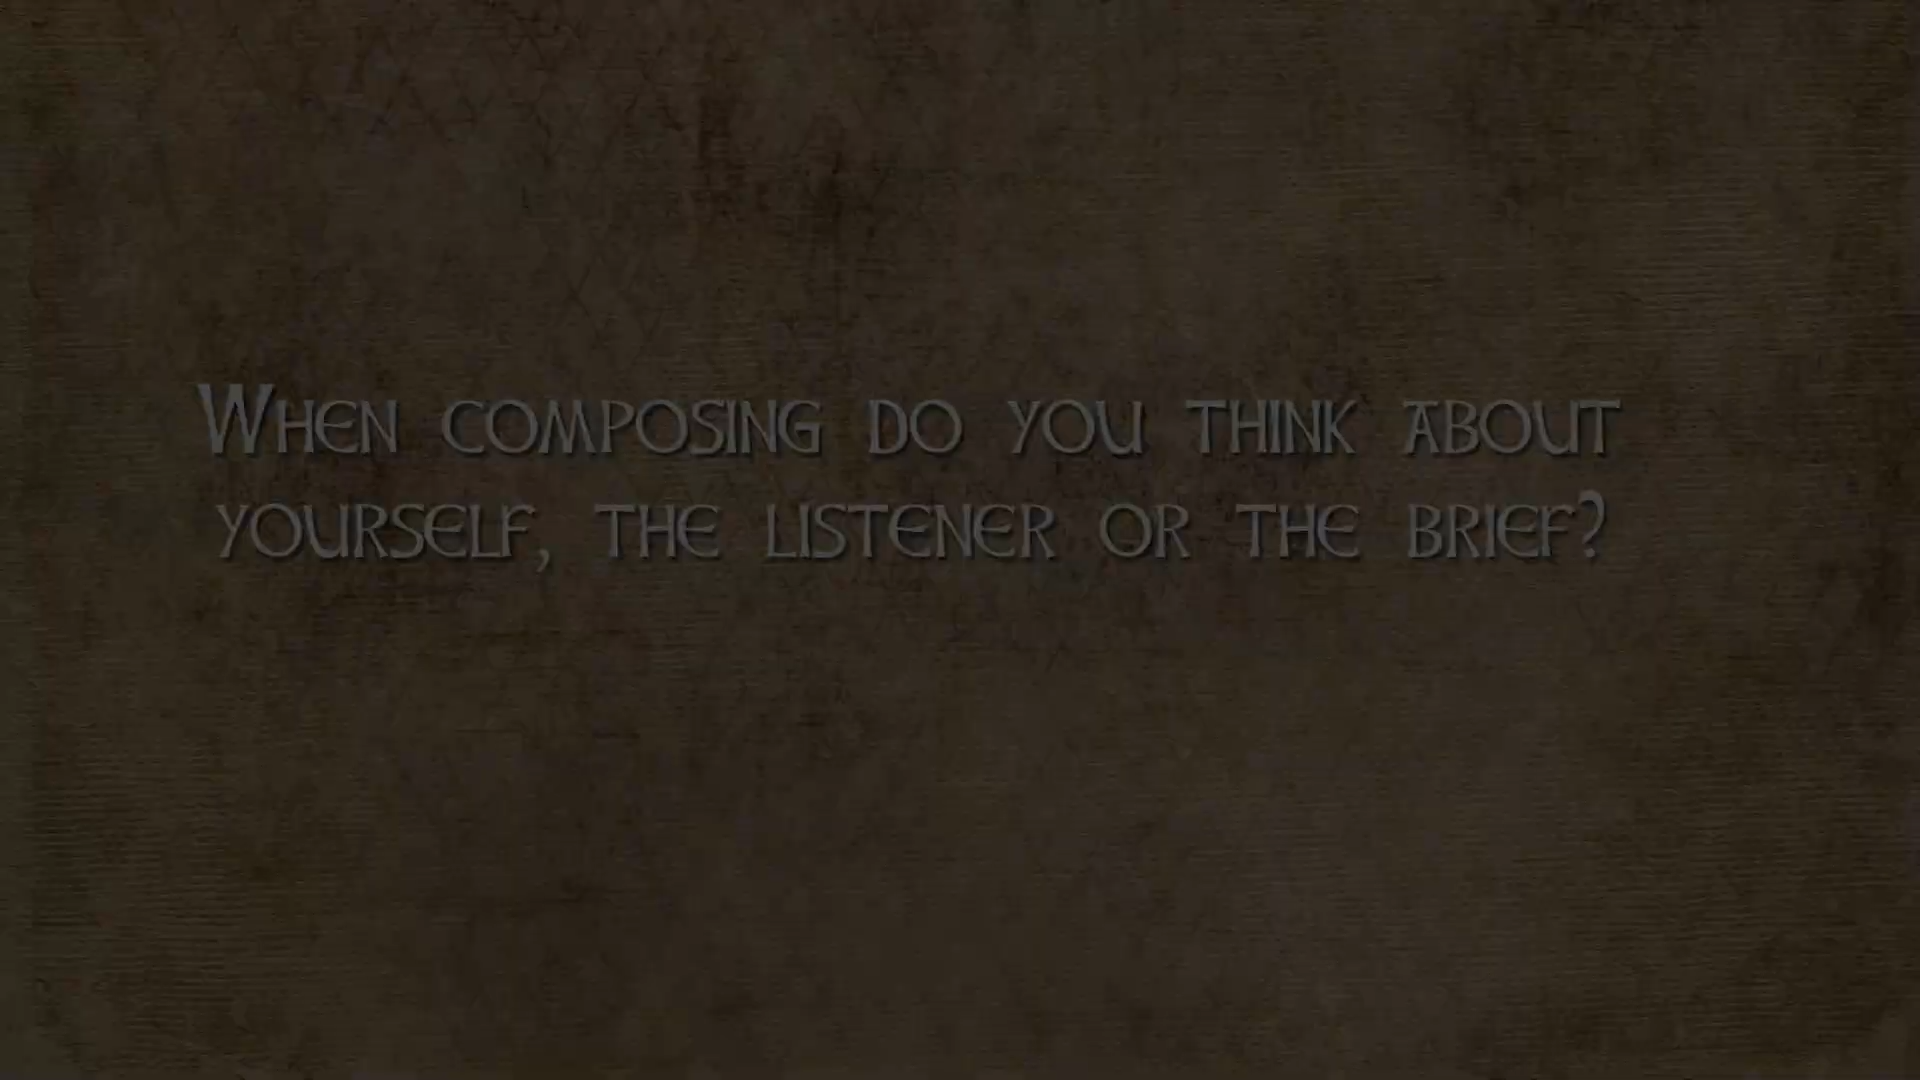 When composing do you think about
yourself, the listener or the brief?